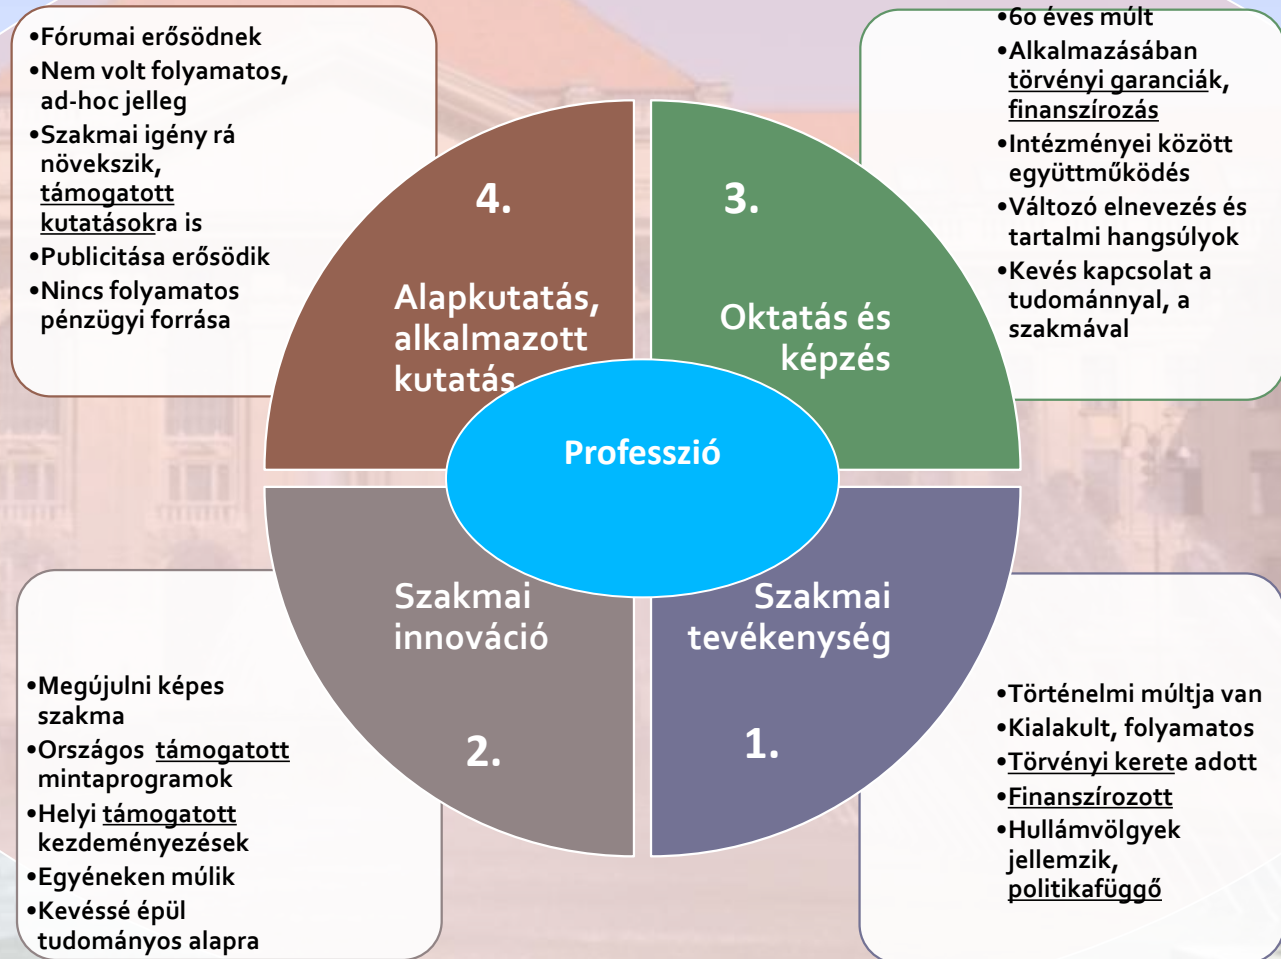 •Fórumai erősödnek
•Nem volt folyamatos,
ad-hoc jelleg
•Szakmai igény rá
növekszik,
támogatott
kutatásokra is
•Publicitása erősödik
•Nincs folyamatos
pénzügyi forrása
•60 éves múlt
•Alkalmazásában
törvényi garanciák,
finanszírozás
•Intézményei között
együttműködés
•Változó elnevezés és
tartalmi hangsúlyok
•Kevés kapcsolat a
tudománnyal, a
szakmával
4.
Alapkutatás,
alkalmazott
kutatás
3.
Oktatás és
képzés
Professzió
Szakmai
innováció
2.
Szakmai
tevékenység
1.
•Megújulni képes
szakma
•Országos támogatott
mintaprogramok
•Helyi támogatott
kezdeményezések
•Egyéneken múlik
•Kevéssé épül
tudományos alapra
•Történelmi múltja van
•Kialakult, folyamatos
•Törvényi kerete adott
•Finanszírozott
•Hullámvölgyek
jellemzik,
politikafüggő